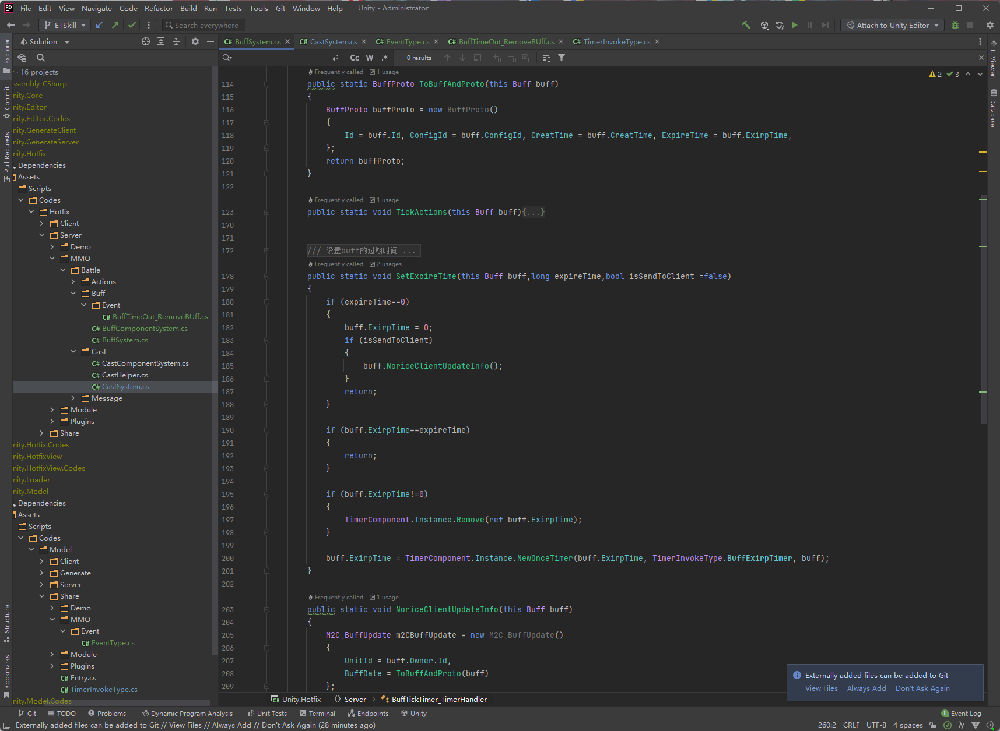 File Edit View Navigate Code Refactor Build Run Tests Tools Git Window Help Unity - Administrator
ETSkill Search everywhere Attach to Unity Editor
Solution
BuffSystem.cs CastSystem.cs EventType.cs BuffTimeOut_RemoveBUff.cs TimerInvokeType.cs
Cc W .* 0 results
Explorer
Commit
Pull Requests
Structure
Bookmarks
16 projects
ssembly-CSharp
nity.Core
nity.Editor
nity.Editor.Codes
nity.GenerateClient
nity.GenerateServer
nity.Hotfix
Dependencies
Assets
Scripts
Codes
Hotfix
Client
Server
Demo
MMO
Battle
Actions
Buff
Event
C# BuffTimeOut_RemoveBUff.cs
C# BuffComponentSystem.cs
C# BuffSystem.cs
Cast
C# CastComponentSystem.cs
C# CastHelper.cs
C# CastSystem.cs
Message
Module
Plugins
Share
nity.Hotfix.Codes
nity.HotfixView
nity.HotfixView.Codes
nity.Loader
nity.Model
Dependencies
Assets
Scripts
Codes
Model
Client
Generate
Server
Share
Demo
MMO
Event
C# EventType.cs
Module
Plugins
C# Entry.cs
C# TimerInvokeType.cs
nity.Model.Codes
Frequently called 1 usage
114 public static BuffProto ToBuffAndProto(this Buff buff)
115 {
116 BuffProto buffProto = new BuffProto()
117 {
118 Id = buff.Id, ConfigId = buff.ConfigId, CreatTime = buff.CreatTime, ExpireTime = buff.ExirpTime,
119 };
120 return buffProto;
121 }
122
Frequently called 1 usage
123 public static void TickActions(this Buff buff){...}
170
171
172 /// 设置buff的过期时间 ...
Frequently called 2 usages
178 public static void SetExoireTime(this Buff buff,long expireTime,bool isSendToClient =false)
179 {
180 if (expireTime==0)
181 {
182 buff.ExirpTime = 0;
183 if (isSendToClient)
184 {
185 buff.NoriceClientUpdateInfo();
186 }
187 return;
188 }
189
190 if (buff.ExirpTime==expireTime)
191 {
192 return;
193 }
194
195 if (buff.ExirpTime!=0)
196 {
197 TimerComponent.Instance.Remove(ref buff.ExirpTime);
198 }
199
200 buff.ExirpTime = TimerComponent.Instance.NewOnceTimer(buff.ExirpTime, TimerInvokeType.BuffExirpTimer, buff);
201 }
202
Frequently called 1 usage
203 public static void NoriceClientUpdateInfo(this Buff buff)
204 {
205 M2C_BuffUpdate m2CBuffUpdate = new M2C_BuffUpdate()
206 {
207 UnitId = buff.Owner.Id,
208 BuffDate = ToBuffAndProto(buff)
209 };
2 3
IL Viewer
Database
Externally added files can be added to Git
View Files Always Add Don't Ask Again
Unity.Hotfix Server BuffTickTimer_TimerHandler
Git TODO Problems Dynamic Program Analysis Unit Tests Terminal Endpoints Unity 1 Event Log
Externally added files can be added to Git // View Files // Always Add // Don't Ask Again (28 minutes ago) 260:2 CRLF UTF-8 4 spaces